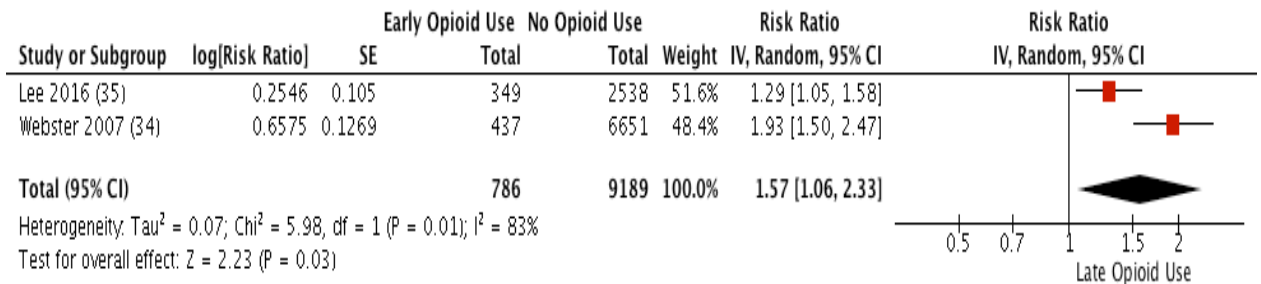 Early Opioid Use No Opioid Use Risk Ratio Risk Ratio
Study or Subgroup log[Risk Ratio] SE Total Total Weight IV, Random, 95% CI IV, Random, 95% CI
Lee 2016 (35) 0.2546 0.105 349 2538 51.6% 1.29 [1.05, 1.58]
Webster 2007 (34) 0.6575 0.1269 437 6651 48.4% 1.93 [1.50, 2.47]
Total (95% CI) 786 9189 100.0% 1.57 [1.06, 2.33]
Heterogeneity: Tau² = 0.07; Chi² = 5.98, df = 1 (P = 0.01); I² = 83%
Test for overall effect: Z = 2.23 (P = 0.03)
0.5 0.7 1 1.5 2
Late Opioid Use